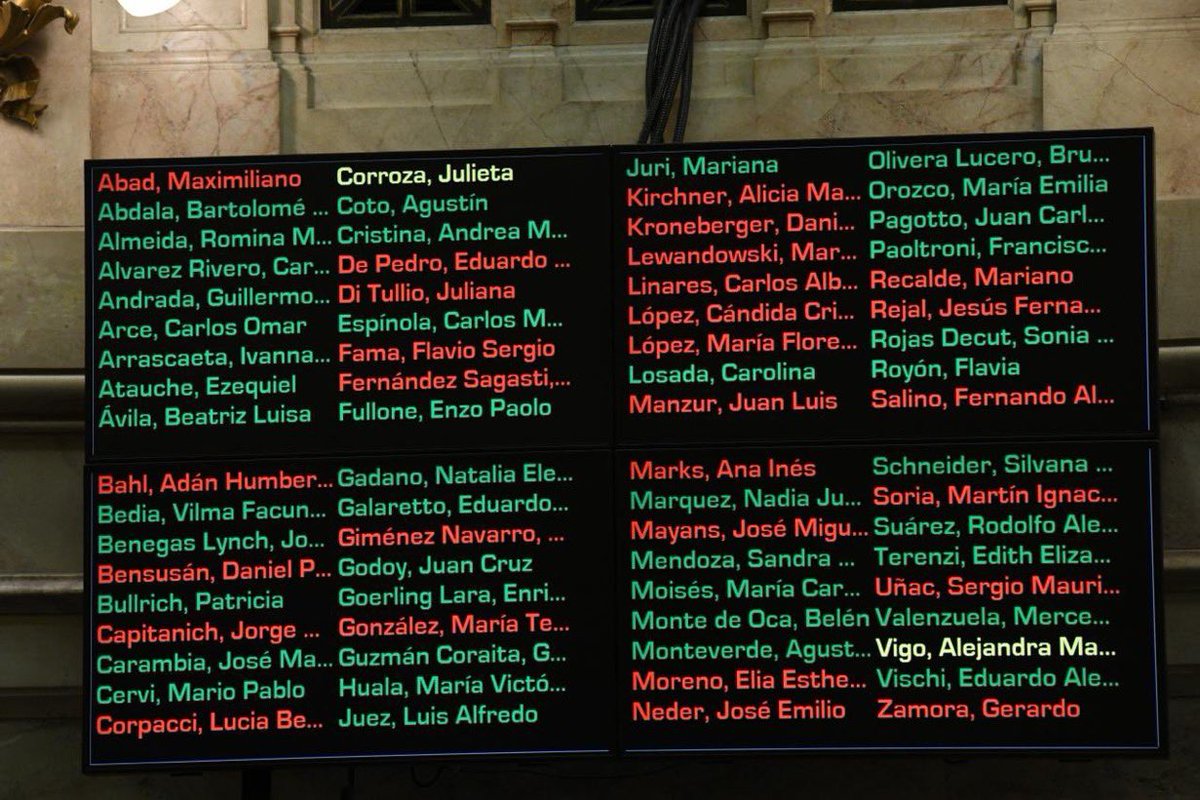 Abad, Maximiliano
Abdala, Bartolomé ...
Almeida, Romina M...
Alvarez Rivero, Car...
Andrada, Guillermo...
Arce, Carlos Omar
Arrascaeta, Ivanna...
Atauche, Ezequiel
Ávila, Beatriz Luisa
Bahl, Adán Humber...
Bedia, Vilma Facun...
Benegas Lynch, Jo...
Bensusán, Daniel P...
Bullrich, Patricia
Capitanich, Jorge ...
Carambia, José Ma...
Cervi, Mario Pablo
Corpacci, Lucia Be...
Corroza, Julieta
Coto, Agustín
Cristina, Andrea M...
De Pedro, Eduardo ...
Di Tullio, Juliana
Espínola, Carlos M...
Fama, Flavio Sergio
Fernández Sagasti,...
Fullone, Enzo Paolo
Gadano, Natalia Ele...
Galaretto, Eduardo...
Giménez Navarro, ...
Godoy, Juan Cruz
Goerling Lara, Enri...
González, María Te...
Guzmán Coraita, G...
Huala, María Victó...
Juez, Luis Alfredo
Juri, Mariana
Kirchner, Alicia Ma...
Kroneberger, Dani...
Lewandowski, Mar...
Linares, Carlos Alb...
López, Cándida Cri...
López, María Flore...
Losada, Carolina
Manzur, Juan Luis
Marks, Ana Inés
Marquez, Nadia Ju...
Mayans, José Migu...
Mendoza, Sandra ...
Moisés, María Car...
Monte de Oca, Belén
Monteverde, Agust...
Moreno, Elia Esthe...
Neder, José Emilio
Olivera Lucero, Bru...
Orozco, María Emilia
Pagotto, Juan Carl...
Paoltroni, Francisc...
Recalde, Mariano
Rejal, Jesús Ferna...
Rojas Decut, Sonia ...
Royón, Flavia
Salino, Fernando Al...
Schneider, Silvana ...
Soria, Martín Ignac...
Suárez, Rodolfo Ale...
Terenzi, Edith Eliza...
Uñac, Sergio Mauri...
Valenzuela, Merce...
Vigo, Alejandra Ma...
Vischi, Eduardo Ale...
Zamora, Gerardo